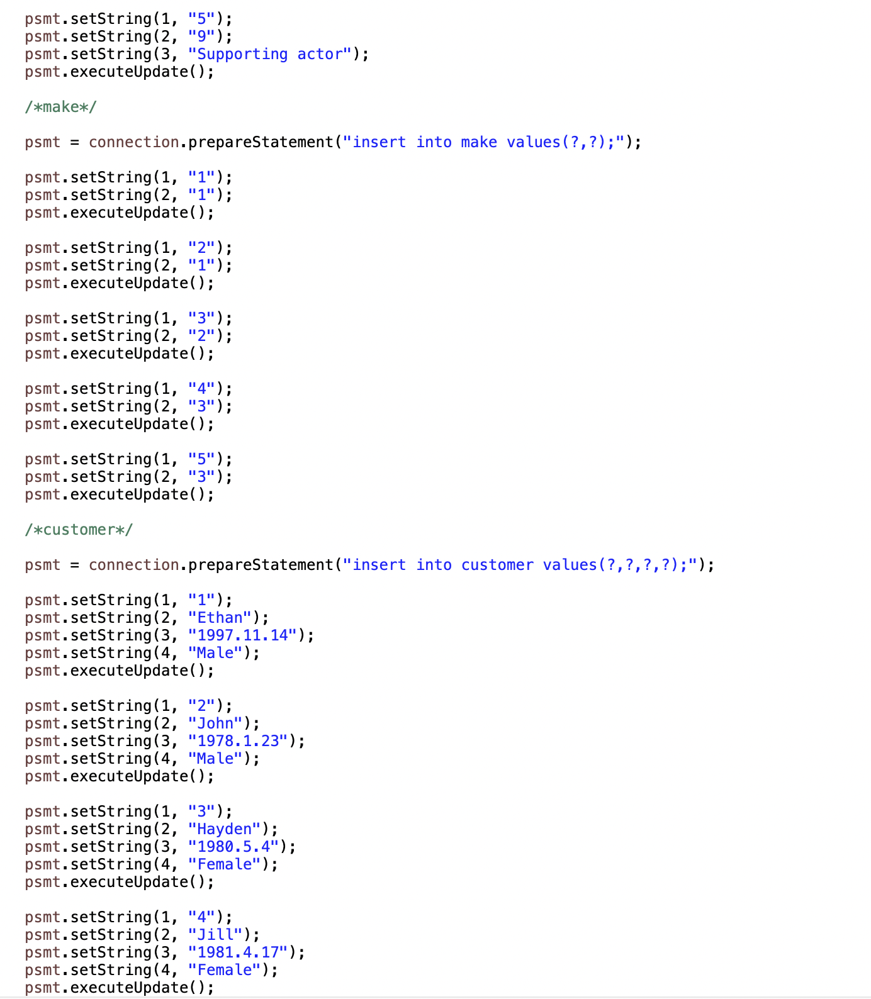 psmt.setString(1, "5");
psmt.setString(2, "9");
psmt.setString(3, "Supporting actor");
psmt.executeUpdate();
/*make*/
psmt = connection.prepareStatement("insert into make values(?,?);");
psmt.setString(1, "1");
psmt.setString(2, "1");
psmt.executeUpdate();
psmt.setString(1, "2");
psmt.setString(2, "1");
psmt.executeUpdate();
psmt.setString(1, "3");
psmt.setString(2, "2");
psmt.executeUpdate();
psmt.setString(1, "4");
psmt.setString(2, "3");
psmt.executeUpdate();
psmt.setString(1, "5");
psmt.setString(2, "3");
psmt.executeUpdate();
/*customer*/
psmt = connection.prepareStatement("insert into customer values(?,?,?,?);");
psmt.setString(1, "1");
psmt.setString(2, "Ethan");
psmt.setString(3, "1997.11.14");
psmt.setString(4, "Male");
psmt.executeUpdate();
psmt.setString(1, "2");
psmt.setString(2, "John");
psmt.setString(3, "1978.1.23");
psmt.setString(4, "Male");
psmt.executeUpdate();
psmt.setString(1, "3");
psmt.setString(2, "Hayden");
psmt.setString(3, "1980.5.4");
psmt.setString(4, "Female");
psmt.executeUpdate();
psmt.setString(1, "4");
psmt.setString(2, "Jill");
psmt.setString(3, "1981.4.17");
psmt.setString(4, "Female");
psmt.executeUpdate();